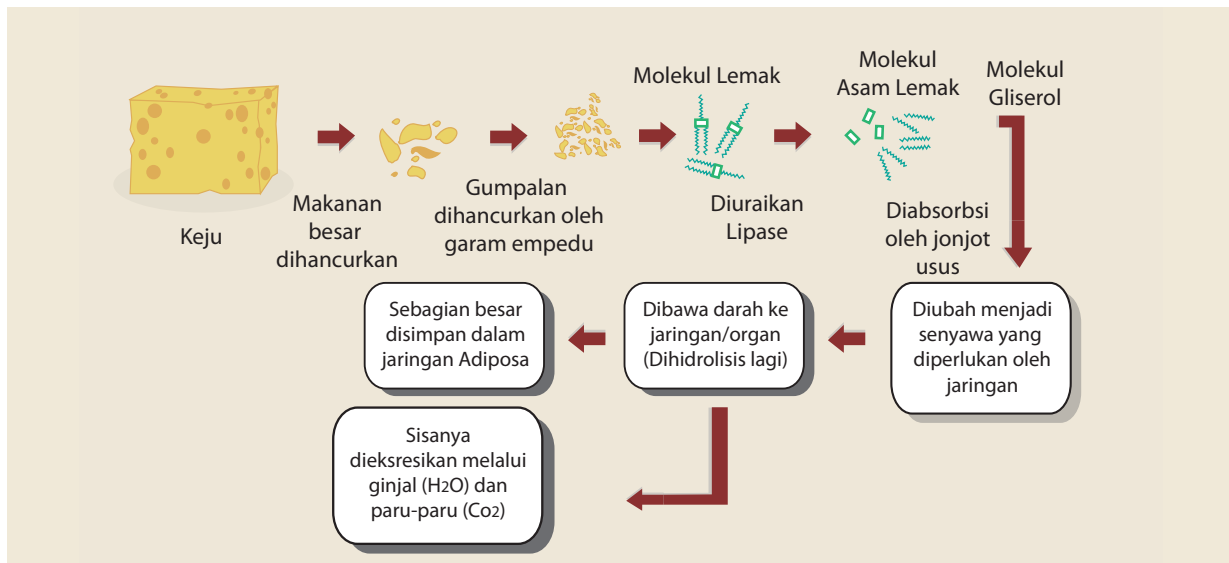 Keju
Makanan
besar
dihancurkan
Gumpalan
dihancurkan oleh
garam empedu
Molekul Lemak
Diuraikan
Lipase
Molekul
Asam Lemak
Molekul
Gliserol
Diabsorbsi
oleh jonjot
usus
Diubah menjadi
senyawa yang
diperlukan oleh
jaringan
Dibawa darah ke
jaringan/organ
(Dihidrolisis lagi)
Sebagian besar
disimpan dalam
jaringan Adiposa
Sisanya
dieksresikan melalui
ginjal (H2O) dan
paru-paru (Co2)